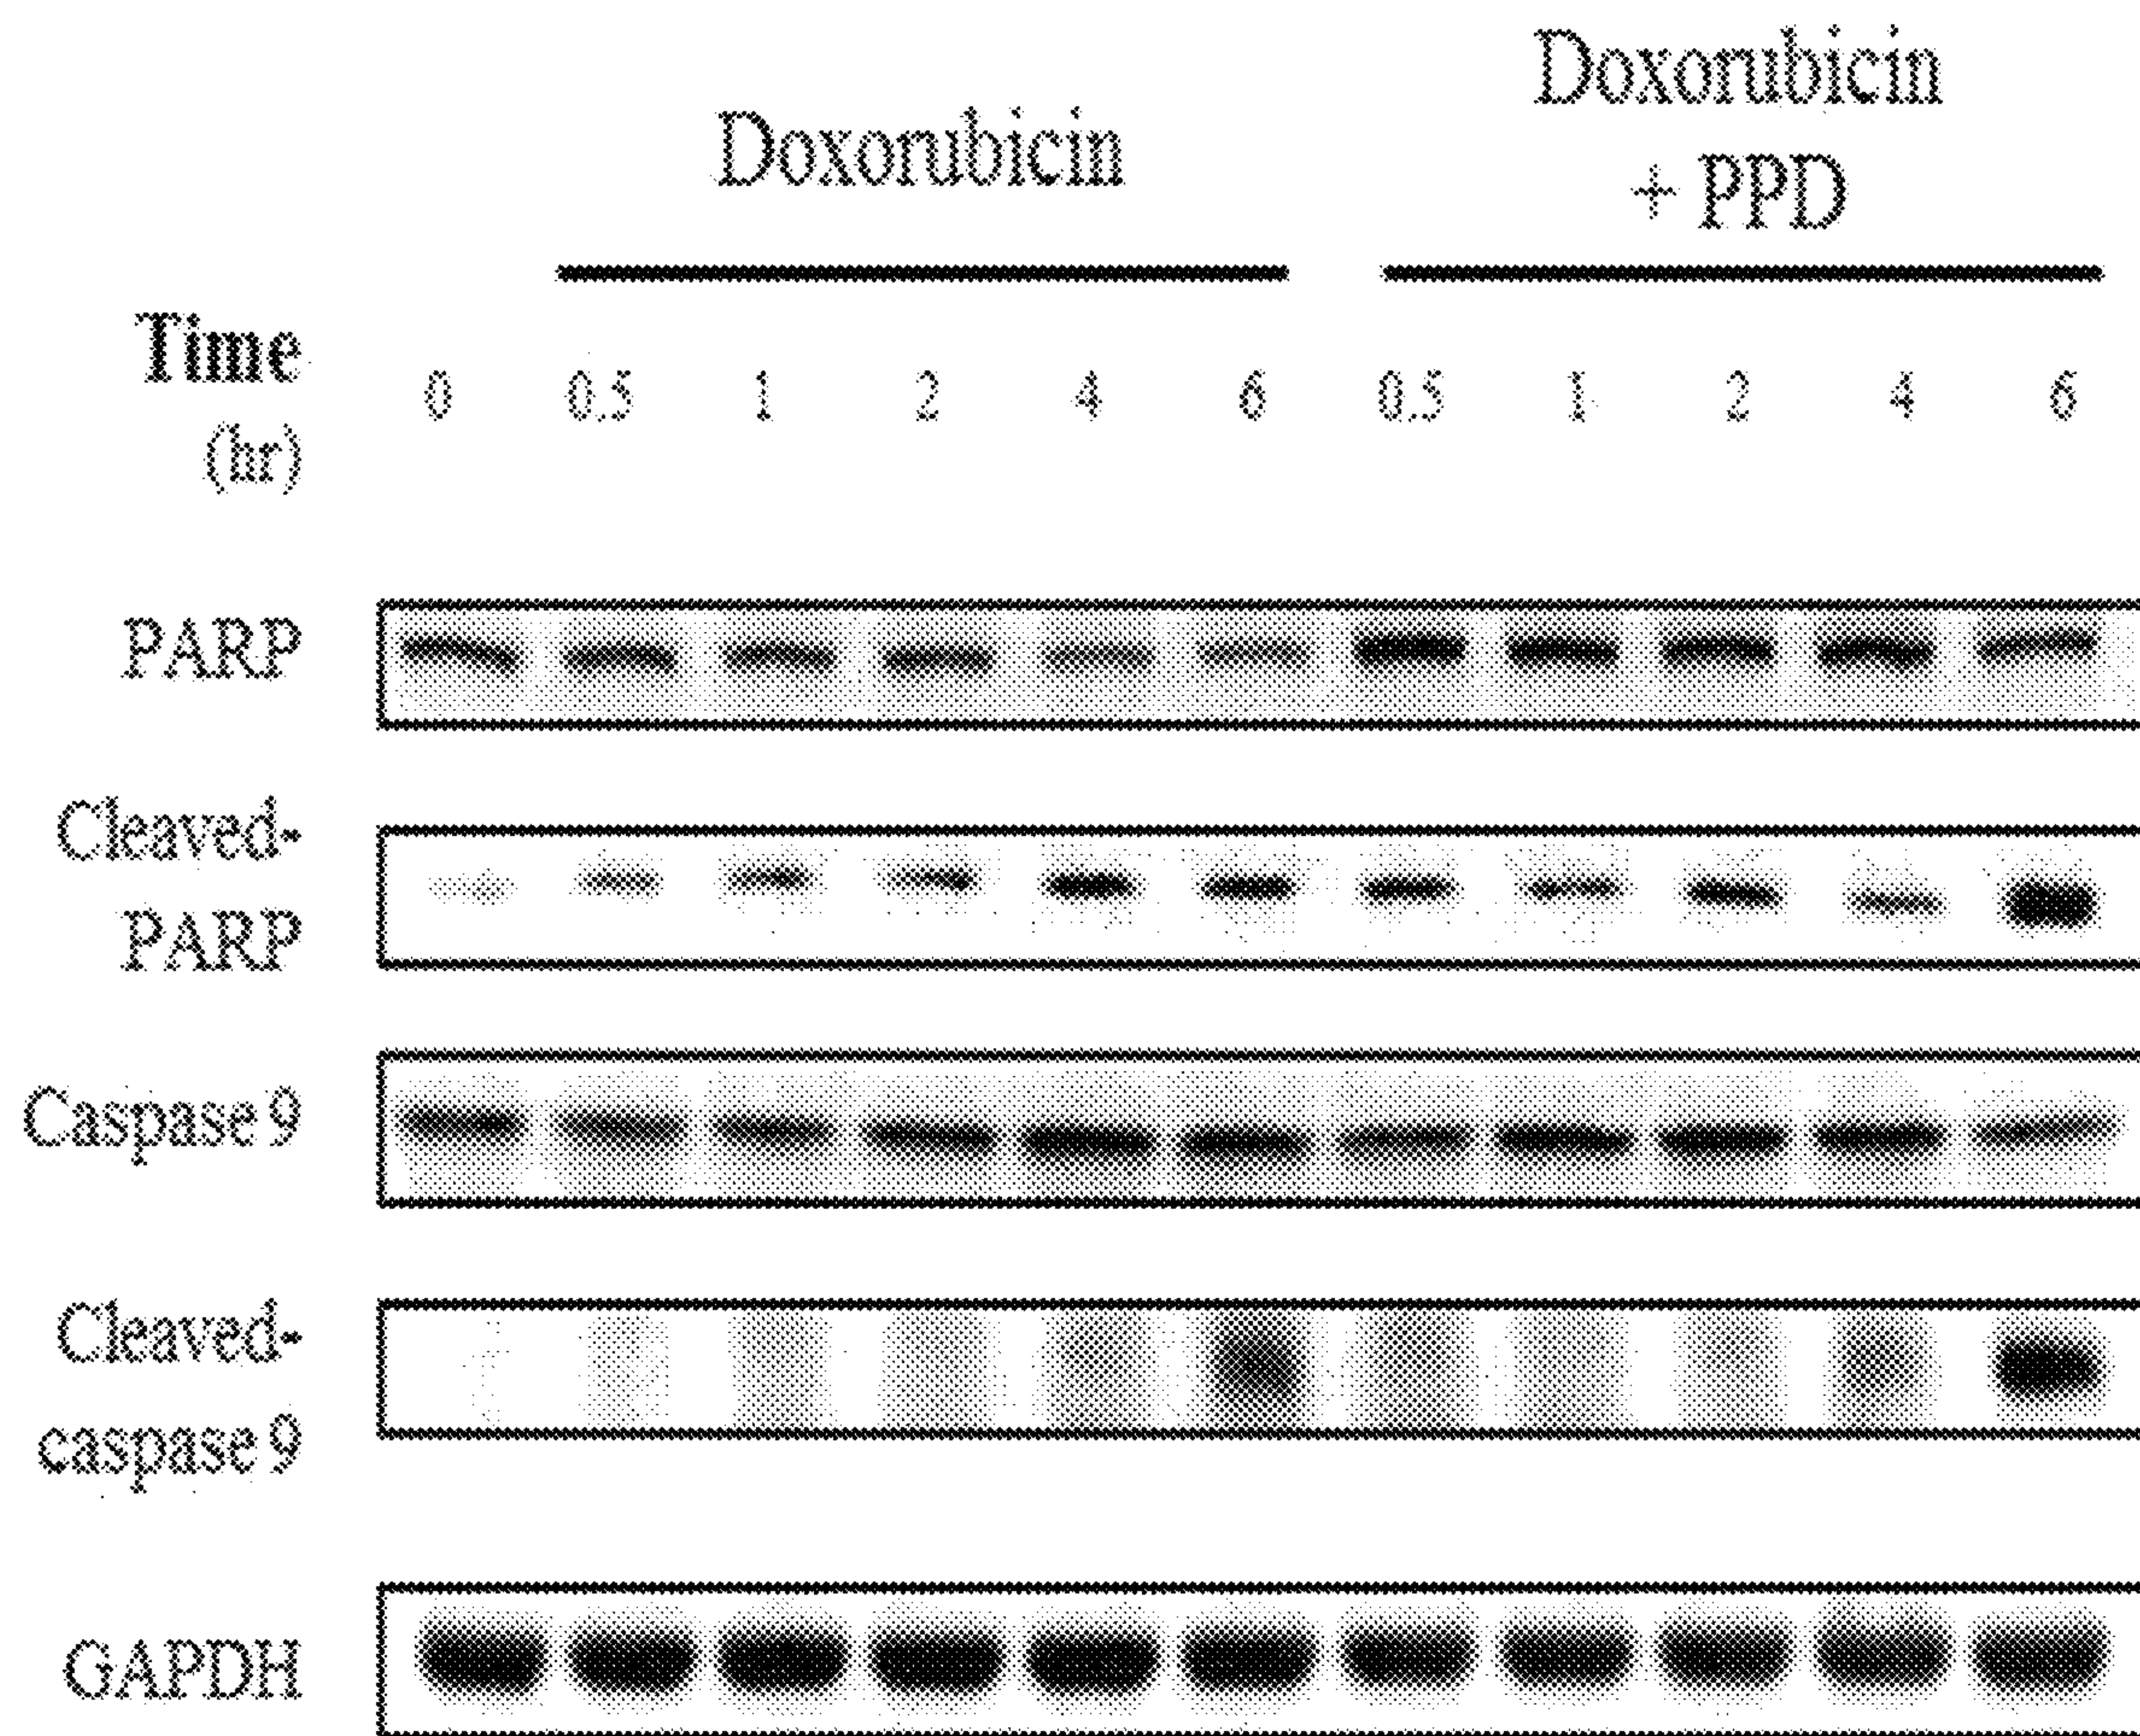 Doxorubicin
Doxorubicin
+ PPD
Time
(hr)
0 0.5 1 2 4 6 0.5 1 2 4 6
PARP
Cleaved-
PARP
Caspase 9
Cleaved-
caspase 9
GAPDH